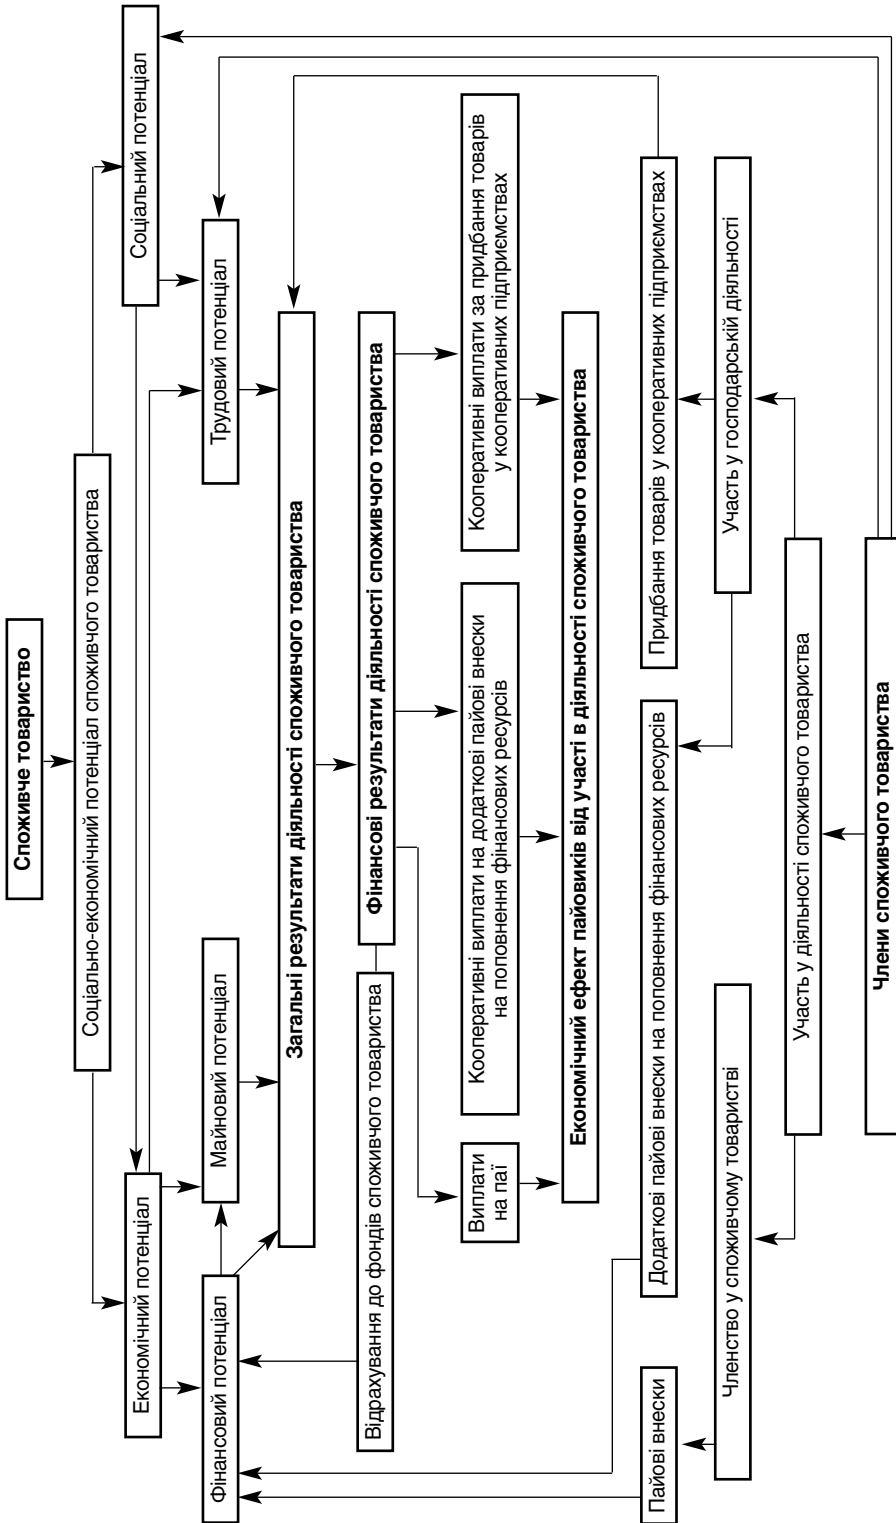 Споживче товариство
Соціально-економічний потенціал споживчого товариства
Економічний потенціал
Соціальний потенціал
Фінансовий потенціал
Майновий потенціал
Трудовий потенціал
Загальні результати діяльності споживчого товариства
Відрахування до фондів споживчого товариства
Фінансові результати діяльності споживчого товариства
Виплати
на паї
Кооперативні виплати на додаткові пайові внески
на поповнення фінансових ресурсів
Кооперативні виплати за придбання товарів
у кооперативних підприємствах
Економічний ефект пайовиків від участі в діяльності споживчого товариства
Пайові внески
Додаткові пайові внески на поповнення фінансових ресурсів
Придбання товарів у кооперативних підприємствах
Членство у споживчому товаристві
Участь у господарській діяльності
Участь у діяльності споживчого товариства
Члени споживчого товариства